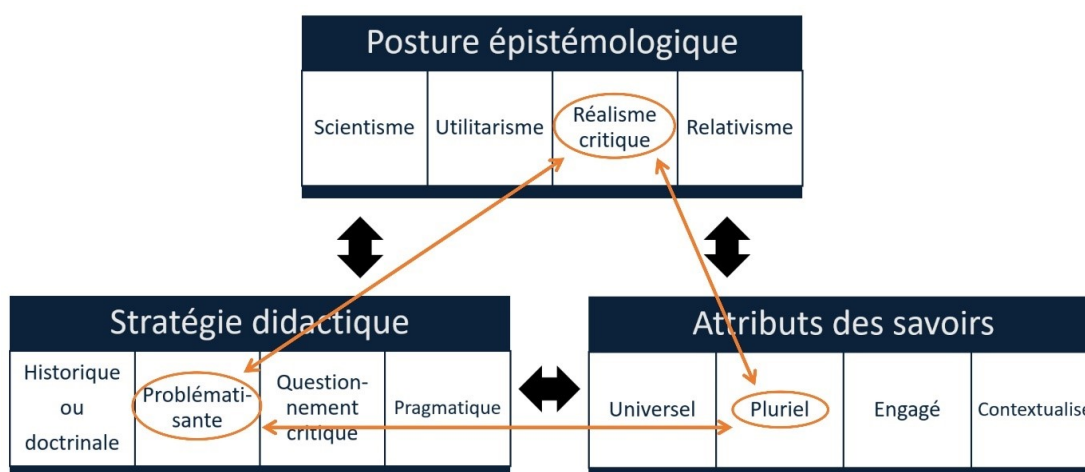 Posture épistémologique
Scientisme
Utilitarisme
Réalisme
critique
Relativisme
Stratégie didactique
Historique
ou
doctrinale
Problémati-
sante
Question-
nement
critique
Pragmatique
Attributs des savoirs
Universel
Pluriel
Engagé
Contextualisé